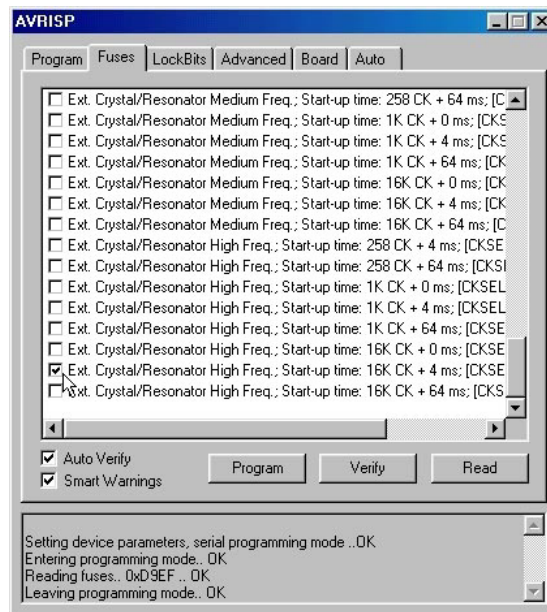 AVRISP
Program Fuses LockBits Advanced Board Auto
Ext. Crystal/Resonator Medium Freq.; Start-up time: 258 CK + 64 ms; [C
Ext. Crystal/Resonator Medium Freq.; Start-up time: 1K CK + 0 ms; [CKS
Ext. Crystal/Resonator Medium Freq.; Start-up time: 1K CK + 4 ms; [CKS
Ext. Crystal/Resonator Medium Freq.; Start-up time: 1K CK + 64 ms; [CK
Ext. Crystal/Resonator Medium Freq.; Start-up time: 16K CK + 0 ms; [CK
Ext. Crystal/Resonator Medium Freq.; Start-up time: 16K CK + 4 ms; [CK
Ext. Crystal/Resonator Medium Freq.; Start-up time: 16K CK + 64 ms; [C
Ext. Crystal/Resonator High Freq.; Start-up time: 258 CK + 4 ms; [CKSE
Ext. Crystal/Resonator High Freq.; Start-up time: 258 CK + 64 ms; [CKSI
Ext. Crystal/Resonator High Freq.; Start-up time: 1K CK + 0 ms; [CKSEL
Ext. Crystal/Resonator High Freq.; Start-up time: 1K CK + 4 ms; [CKSEL
Ext. Crystal/Resonator High Freq.; Start-up time: 1K CK + 64 ms; [CKSE
Ext. Crystal/Resonator High Freq.; Start-up time: 16K CK + 0 ms; [CKSE
Ext. Crystal/Resonator High Freq.; Start-up time: 16K CK + 4 ms; [CKSE
Ext. Crystal/Resonator High Freq.; Start-up time: 16K CK + 64 ms; [CKS
Auto Verify
Smart Warnings
Program Verify Read
Setting device parameters, serial programming mode ..OK
Entering programming mode.. OK
Reading fuses.. 0xD9EF .. OK
Leaving programming mode.. OK